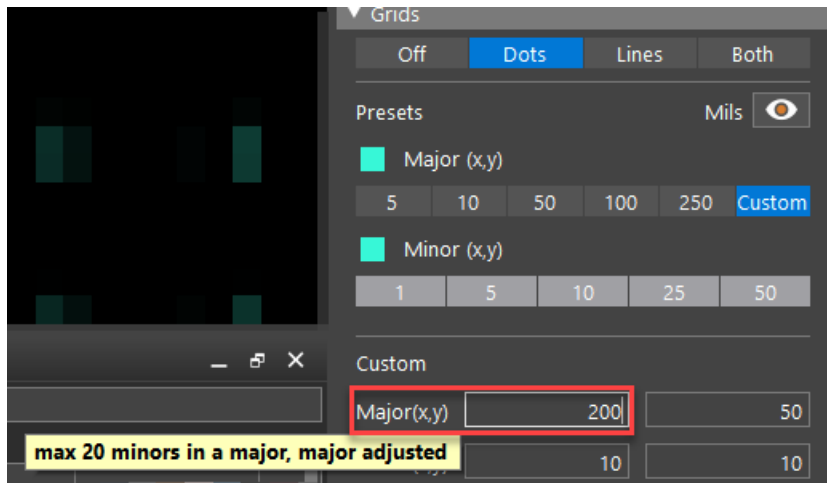 Grids
Off Dots Lines Both
Presets Mils
Major (x,y)
5 10 50 100 250 Custom
Minor (x,y)
1 5 10 25 50
Custom
Major(x,y) 200 50
max 20 minors in a major, major adjusted
10 10